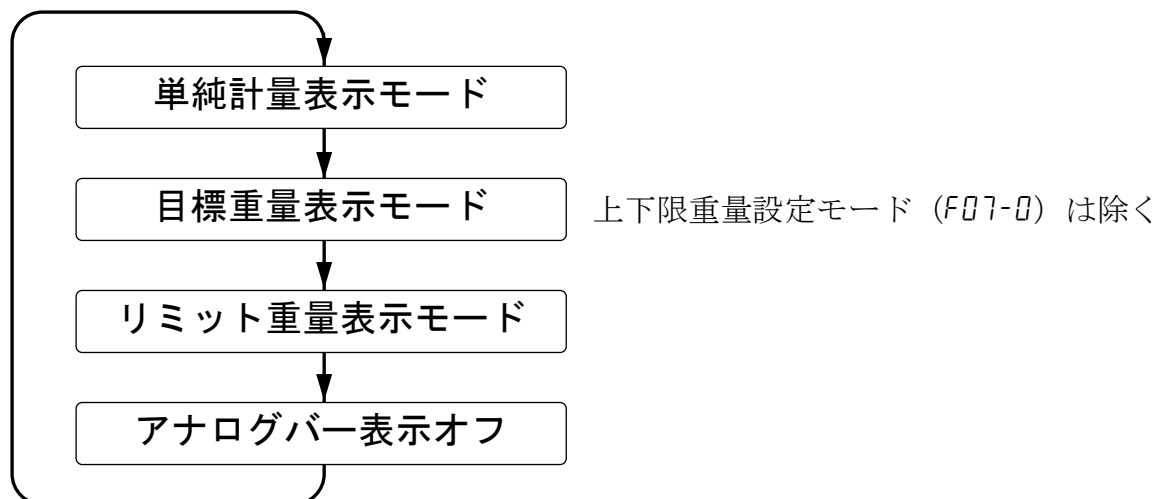 単純計量表示モード
目標重量表示モード 上下限重量設定モード（F07-0）は除く
リミット重量表示モード
アナログバー表示オフ